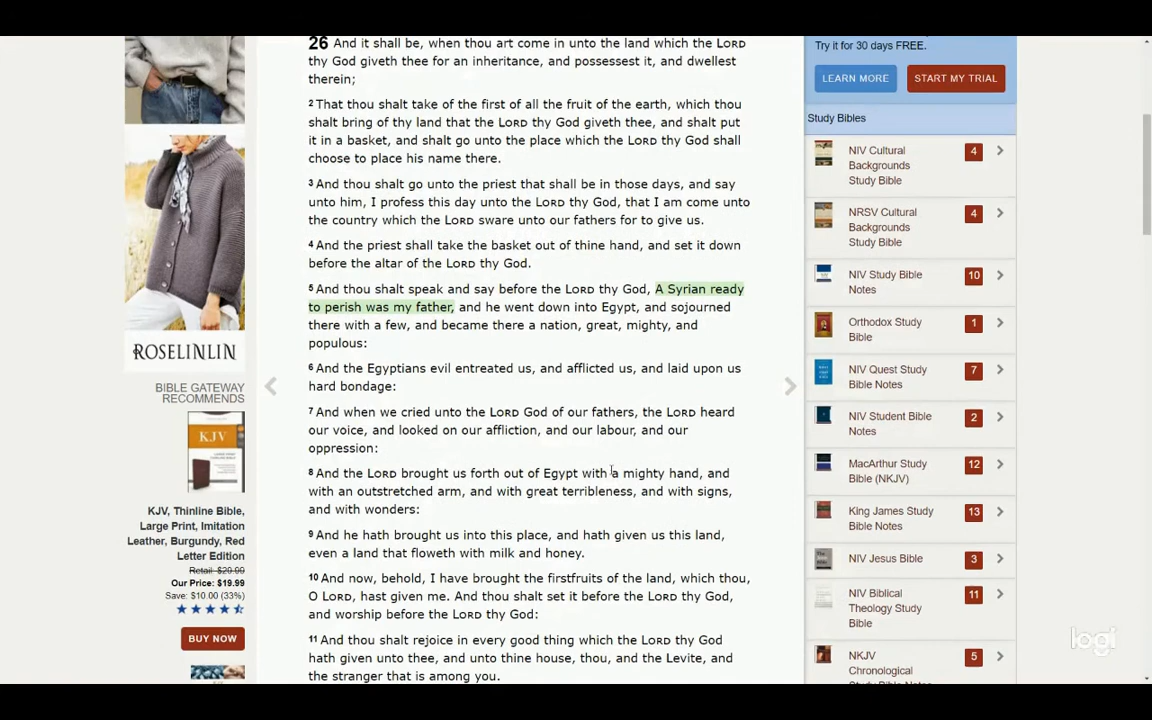 26 And it shall be, when thou art come in unto the land which the LORD
thy God giveth thee for an inheritance, and possessest it, and dwellest
therein;
2 That thou shalt take of the first of all the fruit of the earth, which thou
shalt bring of thy land that the LORD thy God giveth thee, and shalt put
it in a basket, and shalt go unto the place which the LORD thy God shall
choose to place his name there.
3 And thou shalt go unto the priest that shall be in those days, and say
unto him, I profess this day unto the LORD thy God, that I am come unto
the country which the LORD sware unto our fathers for to give us.
4 And the priest shall take the basket out of thine hand, and set it down
before the altar of the LORD thy God.
5 And thou shalt speak and say before the LORD thy God, A Syrian ready
to perish was my father, and he went down into Egypt, and sojourned
there with a few, and became there a nation, great, mighty, and
populous:
6 And the Egyptians evil entreated us, and afflicted us, and laid upon us
hard bondage:
7 And when we cried unto the LORD God of our fathers, the LORD heard
our voice, and looked on our affliction, and our labour, and our
oppression:
8 And the LORD brought us forth out of Egypt with a mighty hand, and
with an outstretched arm, and with great terribleness, and with signs,
and with wonders:
9 And he hath brought us into this place, and hath given us this land,
even a land that floweth with milk and honey.
10 And now, behold, I have brought the firstfruits of the land, which thou,
O LORD, hast given me. And thou shalt set it before the LORD thy God,
and worship before the LORD thy God:
11 And thou shalt rejoice in every good thing which the LORD thy God
hath given unto thee, and unto thine house, thou, and the Levite, and
the stranger that is among you.
ROSELINLIN
BIBLE GATEWAY
RECOMMENDS
KJV
KJV, Thinline Bible,
Large Print, Imitation
Leather, Burgundy, Red
Letter Edition
Retail: $29.99
Our Price: $19.99
Save: $10.00 (33%)
BUY NOW
Try it for 30 days FREE.
LEARN MORE
START MY TRIAL
Study Bibles
NIV Cultural
Backgrounds
Study Bible
4
NRSV Cultural
Backgrounds
Study Bible
4
NIV Study Bible
Notes
10
Orthodox Study
Bible
1
NIV Quest Study
Bible Notes
7
NIV Student Bible
Notes
2
MacArthur Study
Bible (NKJV)
12
King James Study
Bible Notes
13
NIV Jesus Bible
3
NIV Biblical
Theology Study
Bible
11
NKJV
Chronological
Study Bible Notes
5
logi